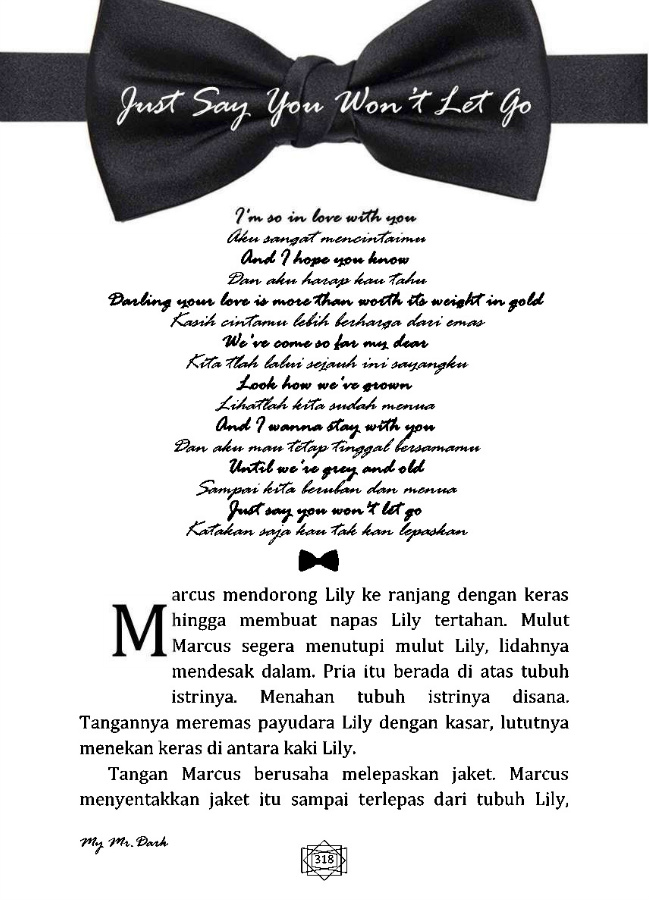 Just Say You Won't Let Go
I'm so in love with you
Aku sangat mencintaimu
And I hope you know
Dan aku harap kau tahu
Darling your love is more than worth its weight in gold
Kasih cintamu lebih berharga dari emas
We've come so far my dear
Kita tlah lalui sejauh ini sayangku
Look how we've grown
Lihatlah kita sudah menua
And I wanna stay with you
Dan aku mau tetap tinggal bersamamu
Until we're grey and old
Sampai kita beruban dan menua
Just say you won't let go
Katakan saja kau tak kan lepaskan
Marcus mendorong Lily ke ranjang dengan keras
hingga membuat napas Lily tertahan. Mulut
Marcus segera menutupi mulut Lily, lidahnya
mendesak dalam. Pria itu berada di atas tubuh
istrinya. Menahan tubuh istrinya disana.
Tangannya meremas payudara Lily dengan kasar, lututnya
menekan keras di antara kaki Lily.
Tangan Marcus berusaha melepaskan jaket. Marcus
menyentakkan jaket itu sampai terlepas dari tubuh Lily,
My Mr. Dark
318